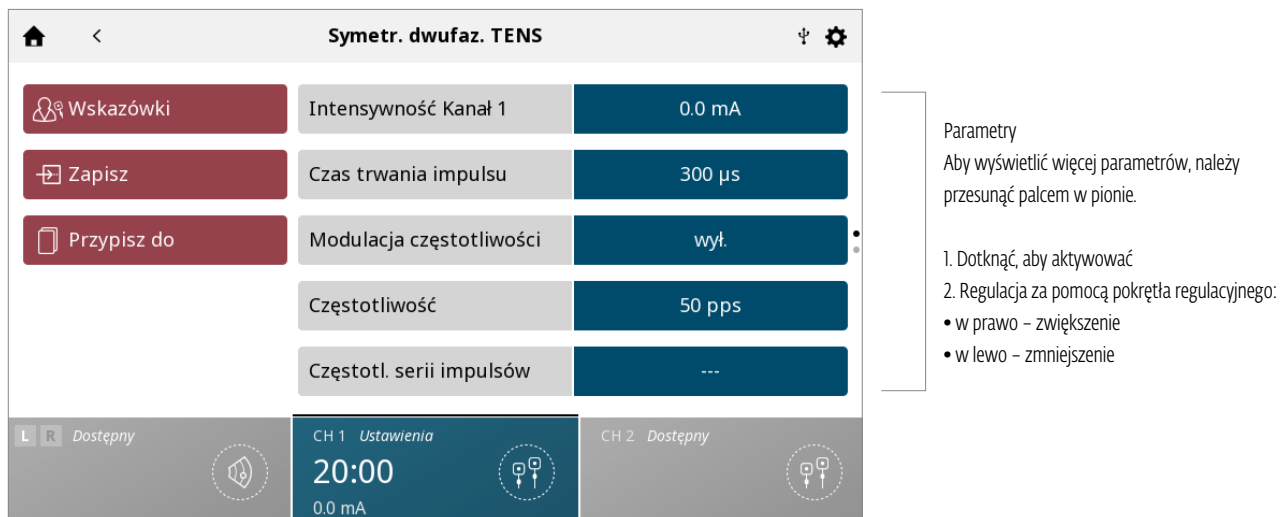 Symetr. dwufaz. TENS
Wskazówki
Zapisz
Przypisz do
Intensywność Kanał 1
0.0 mA
Czas trwania impulsu
300 µs
Modulacja częstotliwości
wył.
Częstotliwość
50 pps
Częstotl. serii impulsów
---
L R Dostępny
CH 1 Ustawienia
20:00
0.0 mA
CH 2 Dostępny
Parametry
Aby wyświetlić więcej parametrów, należy
przesunąć palcem w pionie.
1. Dotknąć, aby aktywować
2. Regulacja za pomocą pokrętła regulacyjnego:
• w prawo – zwiększenie
• w lewo – zmniejszenie